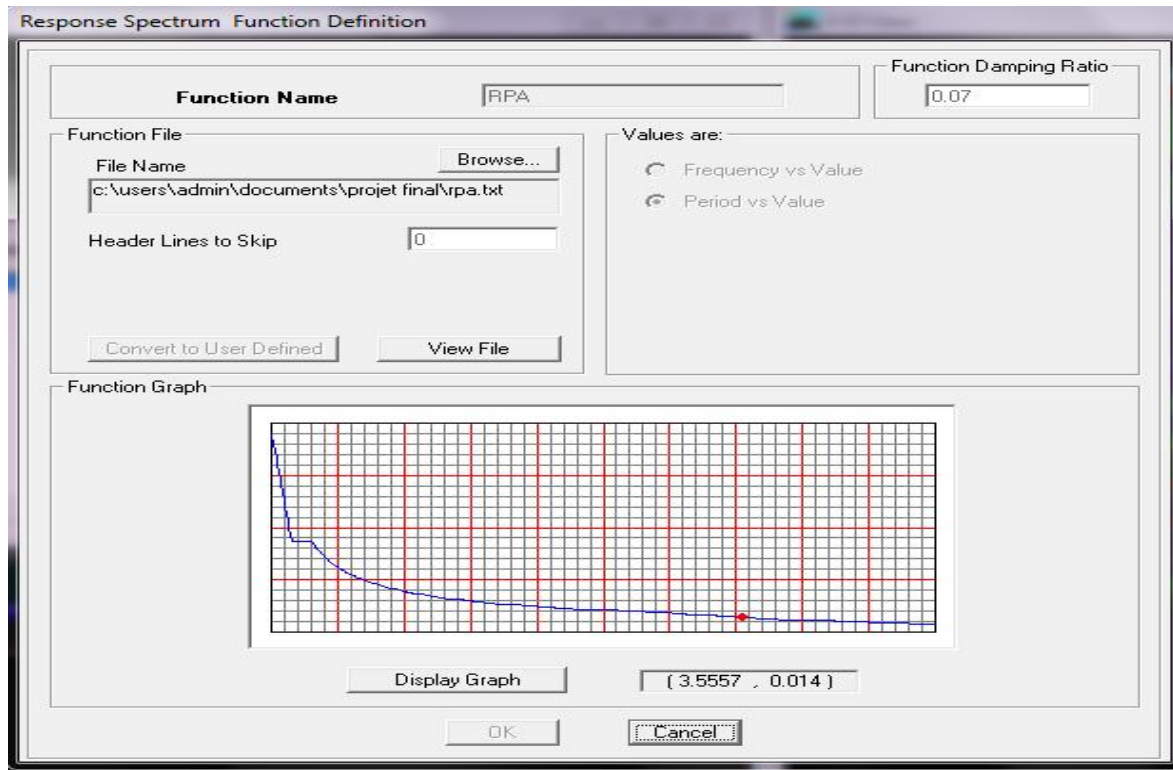 Response Spectrum Function Definition
Function Name
RPA
Function Damping Ratio
0.07
Function File
File Name
Browse...
c:\users\admin\documents\projet final\rpa.txt
Header Lines to Skip
0
Convert to User Defined
View File
Values are:
Frequency vs Value
Period vs Value
Function Graph
Display Graph
( 3.5557 , 0.014 )
OK
Cancel